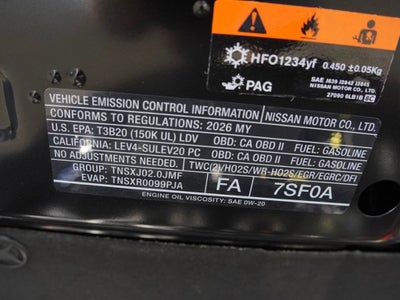 HFO1234yf 0.450 ±0.05Kg
PAG
SAE J639 J2842 J2845
NISSAN MOTOR CO., LTD.
27090 6LB1B 8C
VEHICLE EMISSION CONTROL INFORMATION NISSAN MOTOR CO., LTD.
CONFORMS TO REGULATIONS: 2026 MY
U.S. EPA: T3B20 (150K UL) LDV OBD: CA OBD II FUEL: GASOLINE
CALIFORNIA: LEV4-SULEV20 PC OBD: CA OBD II FUEL: GASOLINE
NO ADJUSTMENTS NEEDED. TWC(2)/HO2S/WR-HO2S/EGR/EGRC/DFI
GROUP: TNSXJ02.0JMF
EVAP: TNSXR0099PJA FA 7SF0A
ENGINE OIL VISCOSITY: SAE 0W-20